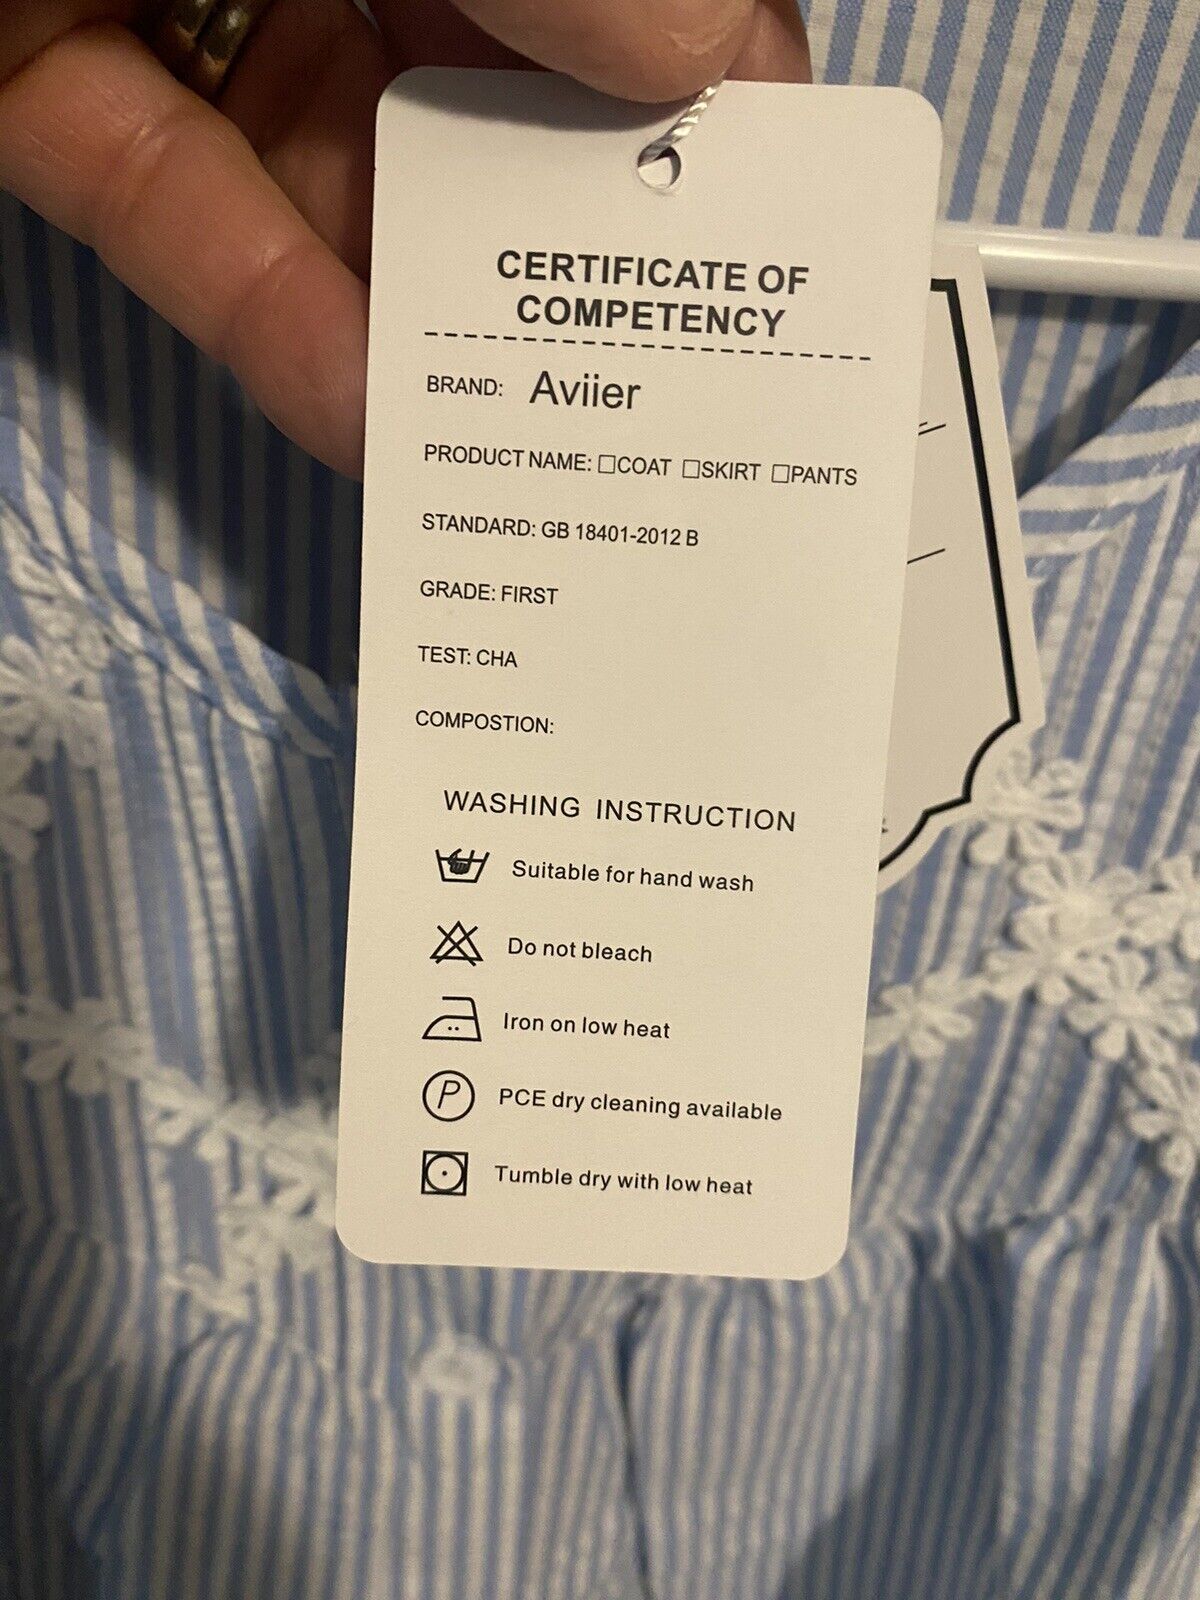 CERTIFICATE OF
COMPETENCY
BRAND: Aviier
PRODUCT NAME: □COAT □SKIRT □PANTS
STANDARD: GB 18401-2012 B
GRADE: FIRST
TEST: CHA
COMPOSTION:
WASHING INSTRUCTION
Suitable for hand wash
Do not bleach
Iron on low heat
P PCE dry cleaning available
Tumble dry with low heat